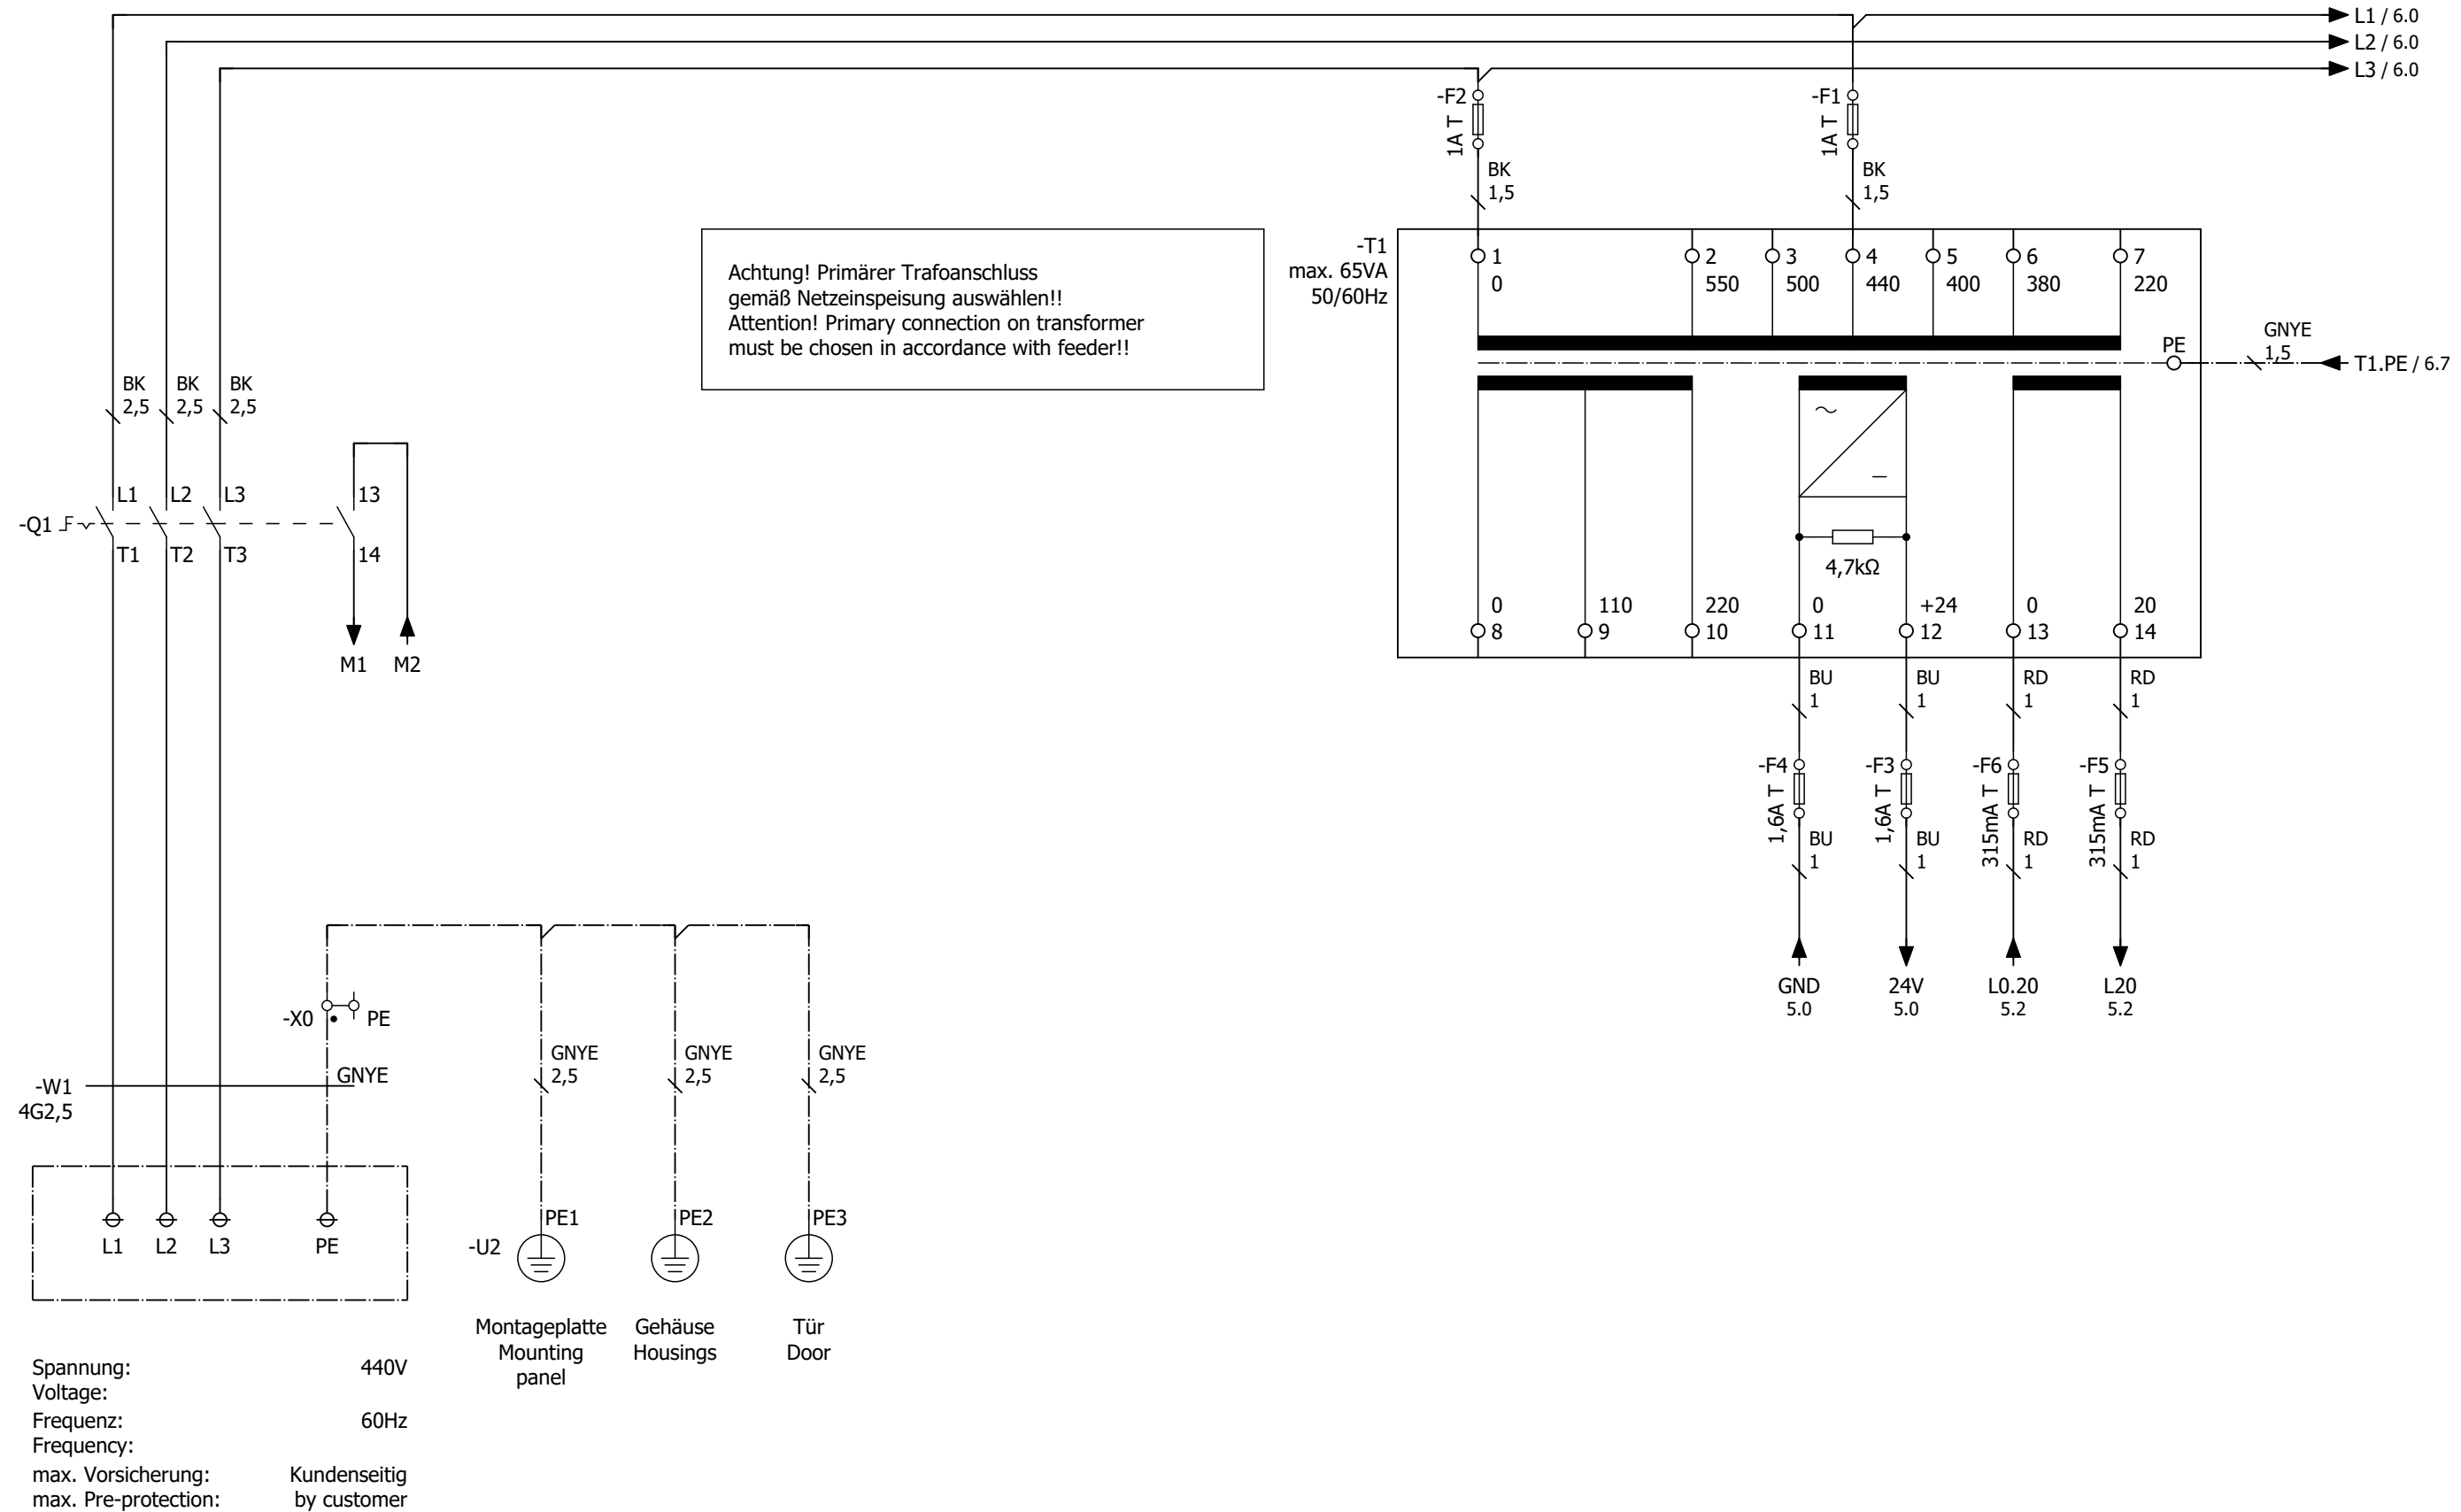 L1 / 6.0
L2 / 6.0
L3 / 6.0
-F2
1A T
BK
1,5
-F1
1A T
BK
1,5
Achtung! Primärer Trafoanschluss
gemäß Netzeinspeisung auswählen!!
Attention! Primary connection on transformer
must be chosen in accordance with feeder!!
-T1
max. 65VA
50/60Hz
1 2 3 4 5 6 7
0 550 500 440 400 380 220
PE
GNYE
1,5
T1.PE / 6.7
BK BK BK
2,5 2,5 2,5
-Q1
L1 L2 L3 13
T1 T2 T3 14
M1 M2
4,7kΩ
0 110 220 0 +24 0 20
8 9 10 11 12 13 14
BU BU RD RD
1 1 1 1
-F4 -F3 -F6 -F5
1,6A T 1,6A T 315mA T 315mA T
BU BU RD RD
1 1 1 1
GND 24V L0.20 L20
5.0 5.0 5.2 5.2
-X0 PE
GNYE GNYE GNYE
2,5 2,5 2,5
-W1 GNYE
4G2,5
L1 L2 L3 PE
-U2 PE1 PE2 PE3
Montageplatte
Mounting
panel
Gehäuse
Housings
Tür
Door
Spannung: 440V
Voltage:
Frequenz: 60Hz
Frequency:
max. Vorsicherung: Kundenseitig
max. Pre-protection: by customer